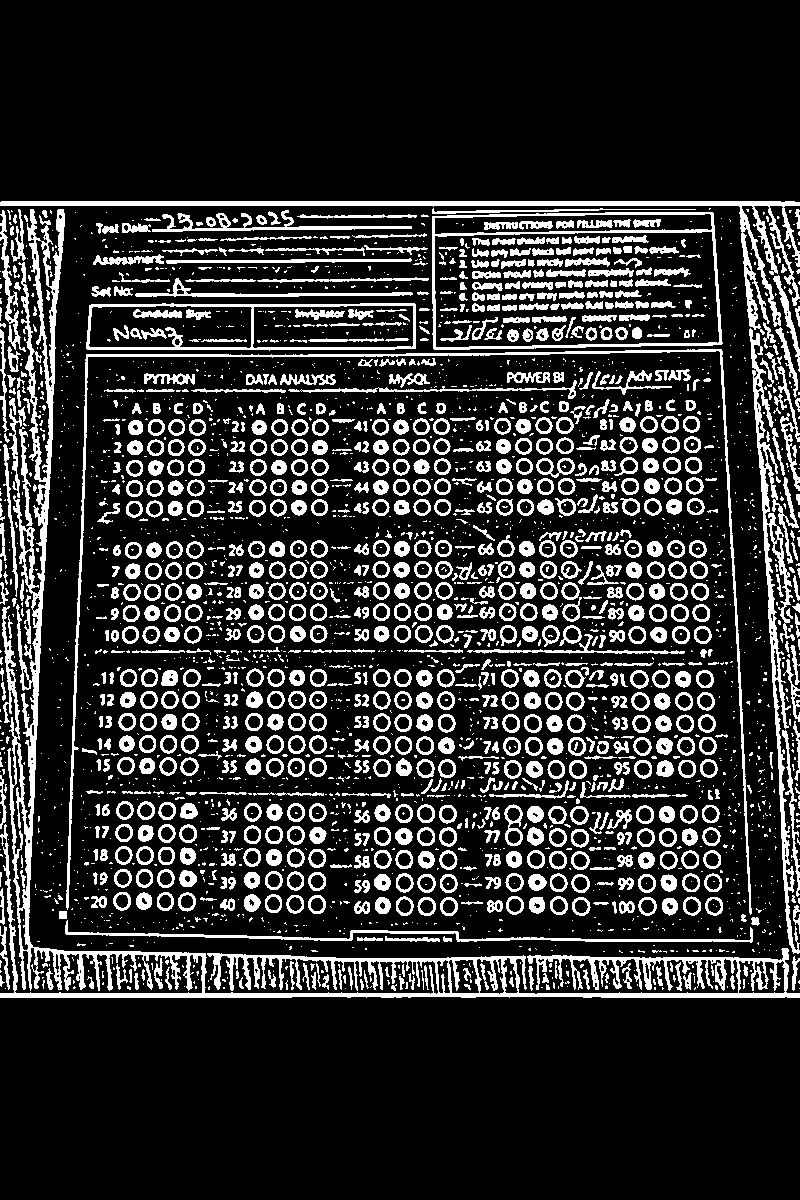 Test Date: 25-08-2025
Assessment:
Set No: A
Candidate Sign: Invigilator Sign:
Nawaz
INSTRUCTIONS FOR FILLING THE SHEET
1. This sheet should not be folded or crushed.
2. Use only blue/ black ball point pen to fill the circles.
3. Use of pencil is strictly prohibited.
4. Circles should be darkened completely and properly.
5. Cutting and erasing on this sheet is not allowed.
6. Do not use any stray marks on the sheet.
7. Do not use marker or white fluid to hide the mark.
WRONG METHODS CORRECT METHOD
PYTHON DATA ANALYSIS MySQL POWER BI Adv STATS
A B C D A B C D A B C D A B C D A B C D
1 21 41 61 81
2 22 42 62 82
3 23 43 63 83
4 24 44 64 84
5 25 45 65 85
6 26 46 66 86
7 27 47 67 87
8 28 48 68 88
9 29 49 69 89
10 30 50 70 90
11 31 51 71 91
12 32 52 72 92
13 33 53 73 93
14 34 54 74 94
15 35 55 75 95
16 36 56 76 96
17 37 57 77 97
18 38 58 78 98
19 39 59 79 99
20 40 60 80 100